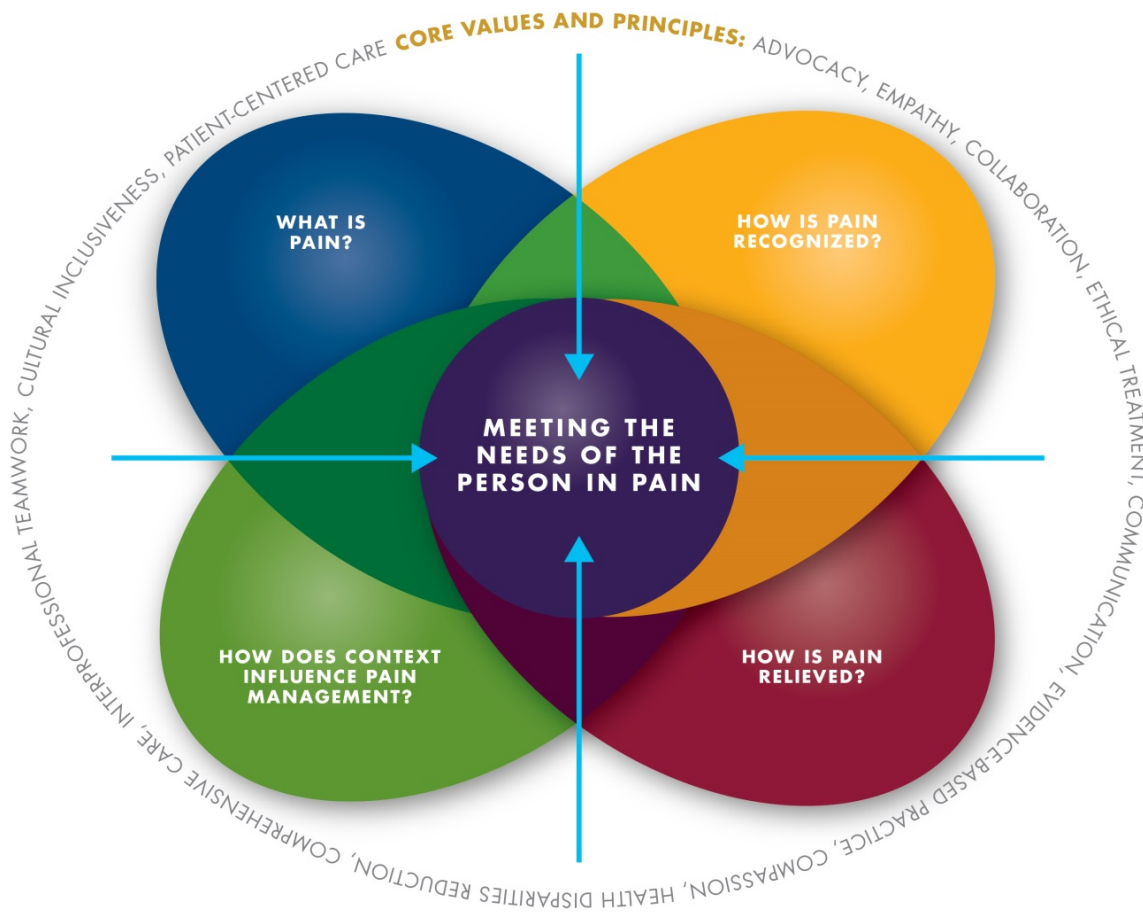 CORE VALUES AND PRINCIPLES: ADVOCACY, EMPATHY, COLLABORATION, ETHICAL TREATMENT, COMMUNICATION, EVIDENCE-BASED PRACTICE, COMPASSION, HEALTH DISPARITIES REDUCTION, COMPREHENSIVE CARE, INTERPROFESSIONAL TEAMWORK, CULTURAL INCLUSIVENESS, PATIENT-CENTERED CARE
WHAT IS
PAIN?
HOW IS PAIN
RECOGNIZED?
MEETING THE
NEEDS OF THE
PERSON IN PAIN
HOW DOES CONTEXT
INFLUENCE PAIN
MANAGEMENT?
HOW IS PAIN
RELIEVED?